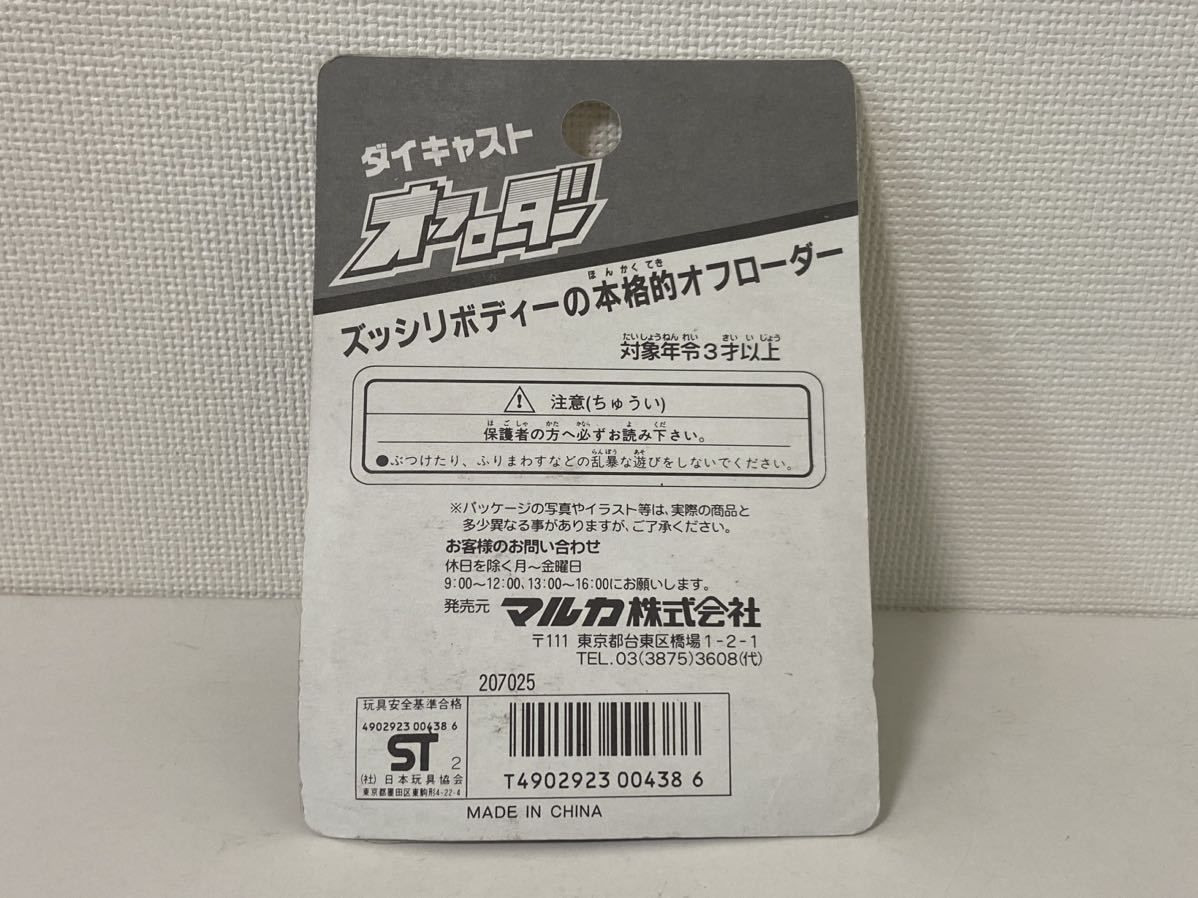 ダイキャスト
オフローダー
ほんかくてき
ズッシリボディーの本格的オフローダー
たいしょうねんれい さいいじょう
対象年令3才以上
注意(ちゅうい)
ほごしゃ かた かなら よ くだ
保護者の方へ必ずお読み下さい。
らんぼう あそ
●ぶつけたり、ふりまわすなどの乱暴な遊びをしないでください。
※パッケージの写真やイラスト等は、実際の商品と
多少異なる事がありますが、ご了承ください。
お客様のお問い合わせ
休日を除く月〜金曜日
9:00〜12:00、13:00〜16:00にお願いします。
発売元 マルカ株式会社
〒111 東京都台東区橋場1-2-1
TEL.03(3875)3608(代)
207025
玩具安全基準合格
4902923 00438 6
ST 2
(社)日本玩具協会
東京都墨田区東駒形4-22-4
T4902923 00438 6
MADE IN CHINA